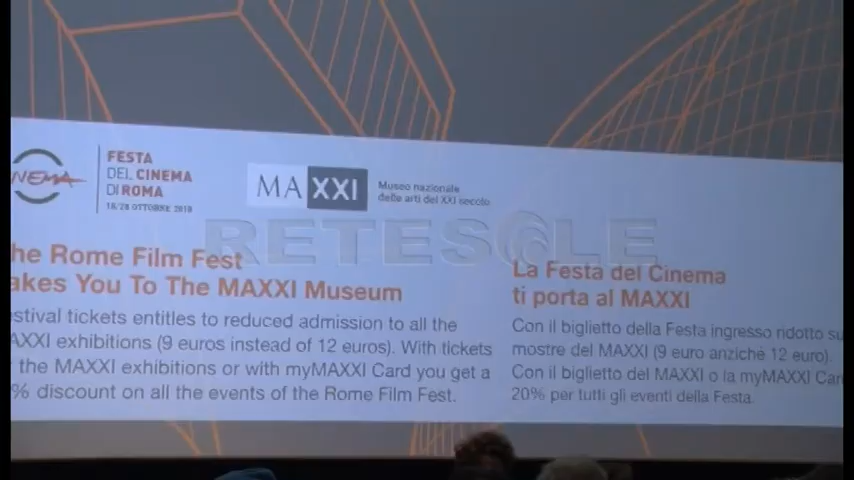 NEMA
FESTA
DEL CINEMA
DI ROMA
18/28 OTTOBRE 2018
MAXXI
Museo nazionale
delle arti del XXI secolo
RETESOLE
he Rome Film Fest
akes You To The MAXXI Museum
estival tickets entitles to reduced admission to all the
AXXI exhibitions (9 euros instead of 12 euros). With tickets
the MAXXI exhibitions or with myMAXXI Card you get a
% discount on all the events of the Rome Film Fest.
La Festa del Cinema
ti porta al MAXXI
Con il biglietto della Festa ingresso ridotto su
mostre del MAXXI (9 euro anziché 12 euro).
Con il biglietto del MAXXI o la myMAXXI Car
20% per tutti gli eventi della Festa.